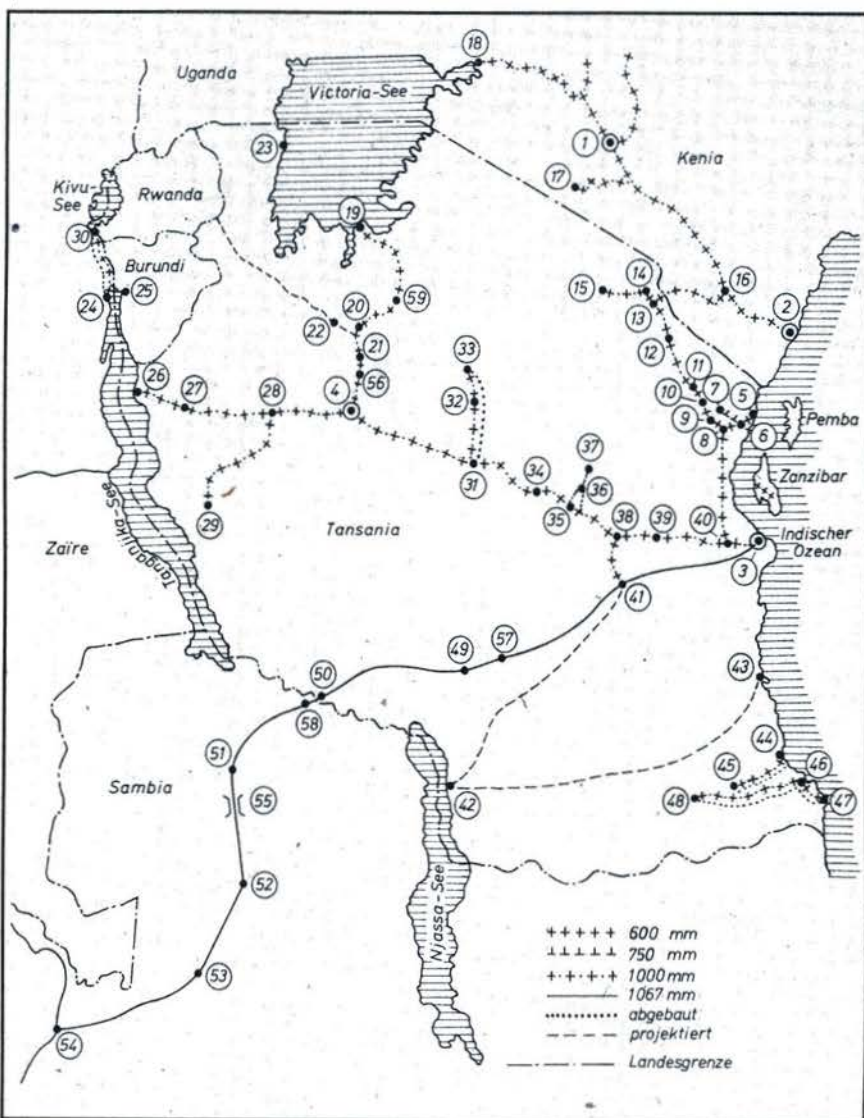 18
Uganda
Victoria-See
1
Kenia
23
17
Kivu-
See
Rwanda
19
30
Burundi
24
25
59
15
14
16
13
2
22
20
12
21
33
11
7
5
26
27
28
4
56
10
Pemba
32
9
8
6
37
Zanzibar
31
34
36
29
35
38
39
40
Indischer
Ozean
Tansania
3
Zaïre
Tanganjika-See
41
49
57
50
43
58
44
51
45
46
Sambia
48
47
55
42
52
Njassa-See
600 mm
750 mm
1000 mm
53
1067 mm
abgebaut
54
projektiert
Landesgrenze